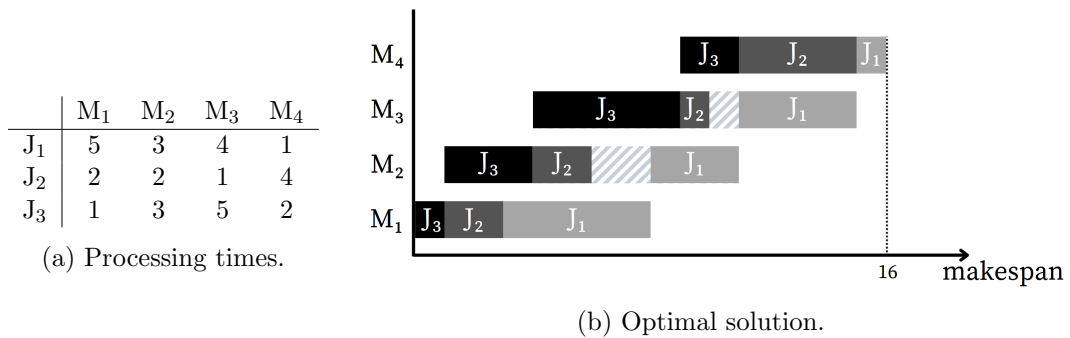 M₁ M₂ M₃ M₄
J₁ 5 3 4 1
J₂ 2 2 1 4
J₃ 1 3 5 2
(a) Processing times.
M₄ J₃ J₂ J₁
M₃ J₃ J₂ J₁
M₂ J₃ J₂ J₁
M₁ J₃ J₂ J₁
16 makespan
(b) Optimal solution.